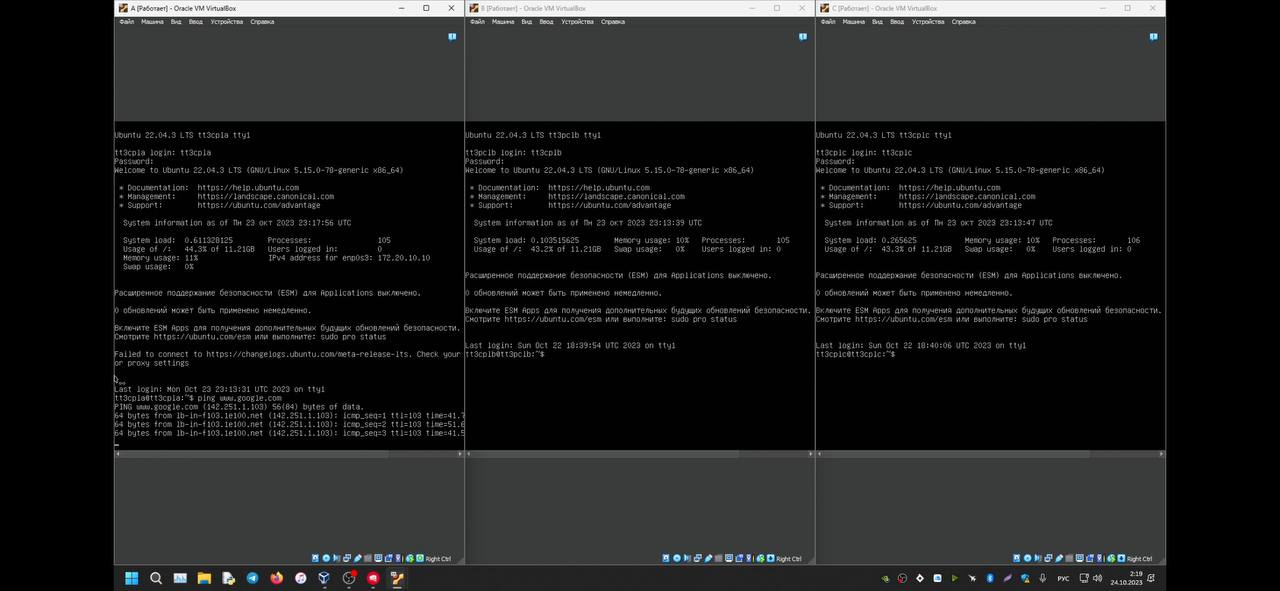 A [Работает] - Oracle VM VirtualBox
Файл Машина Вид Ввод Устройства Справка
Ubuntu 22.04.3 LTS tt3cpla tty1
tt3cpla login: tt3cpla
Password:
Welcome to Ubuntu 22.04.3 LTS (GNU/Linux 5.15.0-78-generic x86_64)
* Documentation: https://help.ubuntu.com
* Management: https://landscape.canonical.com
* Support: https://ubuntu.com/advantage
System information as of Пн 23 окт 2023 23:17:56 UTC
System load: 0.611328125 Processes: 105
Usage of /: 44.3% of 11.21GB Users logged in: 0
Memory usage: 11% IPv4 address for enp0s3: 172.20.10.10
Swap usage: 0%
Расширенное поддержание безопасности (ESM) для Applications выключено.
0 обновлений может быть применено немедленно.
Включите ESM Apps для получения дополнительных будущих обновлений безопасности.
Смотрите https://ubuntu.com/esm или выполните: sudo pro status
Failed to connect to https://changelogs.ubuntu.com/meta-release-lts. Check your
or proxy settings
Last login: Mon Oct 23 23:13:31 UTC 2023 on tty1
tt3cpla@tt3cpla:~$ ping www.google.com
PING www.google.com (142.251.1.103) 56(84) bytes of data.
64 bytes from lb-in-f103.1e100.net (142.251.1.103): icmp_seq=1 ttl=103 time=41.7
64 bytes from lb-in-f103.1e100.net (142.251.1.103): icmp_seq=2 ttl=103 time=51.6
64 bytes from lb-in-f103.1e100.net (142.251.1.103): icmp_seq=3 ttl=103 time=41.5
Right Ctrl
B [Работает] - Oracle VM VirtualBox
Файл Машина Вид Ввод Устройства Справка
Ubuntu 22.04.3 LTS tt3pclb tty1
tt3pclb login: tt3cplb
Password:
Welcome to Ubuntu 22.04.3 LTS (GNU/Linux 5.15.0-78-generic x86_64)
* Documentation: https://help.ubuntu.com
* Management: https://landscape.canonical.com
* Support: https://ubuntu.com/advantage
System information as of Пн 23 окт 2023 23:13:39 UTC
System load: 0.103515625 Memory usage: 10% Processes: 105
Usage of /: 43.2% of 11.21GB Swap usage: 0% Users logged in: 0
Расширенное поддержание безопасности (ESM) для Applications выключено.
0 обновлений может быть применено немедленно.
Включите ESM Apps для получения дополнительных будущих обновлений безопасности.
Смотрите https://ubuntu.com/esm или выполните: sudo pro status
Last login: Sun Oct 22 18:39:54 UTC 2023 on tty1
tt3cplb@tt3pclb:~$
Right Ctrl
C [Работает] - Oracle VM VirtualBox
Файл Машина Вид Ввод Устройства Справка
Ubuntu 22.04.3 LTS tt3cplc tty1
tt3cplc login: tt3cplc
Password:
Welcome to Ubuntu 22.04.3 LTS (GNU/Linux 5.15.0-78-generic x86_64)
* Documentation: https://help.ubuntu.com
* Management: https://landscape.canonical.com
* Support: https://ubuntu.com/advantage
System information as of Пн 23 окт 2023 23:13:47 UTC
System load: 0.265625 Memory usage: 10% Processes: 106
Usage of /: 43.3% of 11.21GB Swap usage: 0% Users logged in: 0
Расширенное поддержание безопасности (ESM) для Applications выключено.
0 обновлений может быть применено немедленно.
Включите ESM Apps для получения дополнительных будущих обновлений безопасности.
Смотрите https://ubuntu.com/esm или выполните: sudo pro status
Last login: Sun Oct 22 18:40:06 UTC 2023 on tty1
tt3cplc@tt3cplc:~$
Right Ctrl
РУС
2:19
24.10.2023